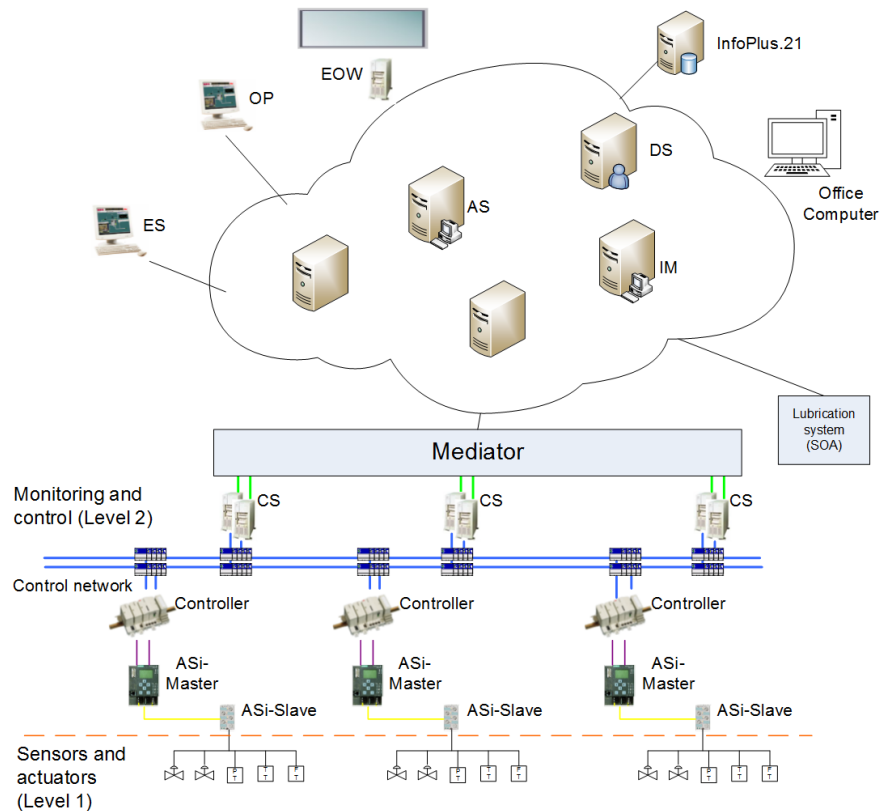 InfoPlus.21
EOW
OP
DS
Office
Computer
AS
ES
IM
Lubrication
system
(SOA)
Mediator
Monitoring and
control (Level 2)
CS
CS
CS
Control network
Controller
Controller
Controller
ASi-
Master
ASi-
Master
ASi-
Master
ASi-Slave
ASi-Slave
ASi-Slave
Sensors and
actuators
(Level 1)
P
T
T
T
F
T
P
T
T
T
F
T
P
T
T
T
F
T